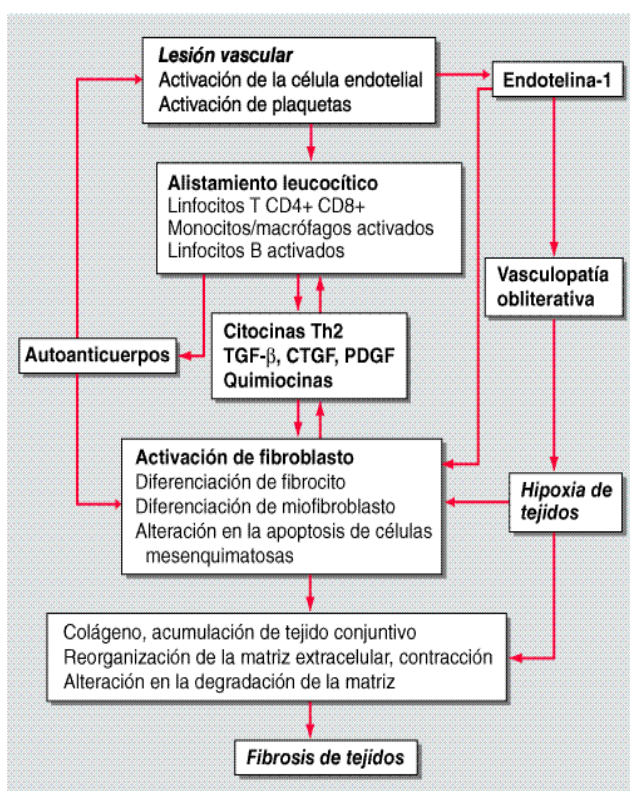 Lesión vascular
Activación de la célula endotelial
Activación de plaquetas
Endotelina-1
Alistamiento leucocítico
Linfocitos T CD4+ CD8+
Monocitos/macrófagos activados
Linfocitos B activados
Vasculopatía
obliterativa
Citocinas Th2
TGF-β, CTGF, PDGF
Quimiocinas
Autoanticuerpos
Activación de fibroblasto
Diferenciación de fibrocito
Diferenciación de miofibroblasto
Alteración en la apoptosis de células
mesenquimatosas
Hipoxia de
tejidos
Colágeno, acumulación de tejido conjuntivo
Reorganización de la matriz extracelular, contracción
Alteración en la degradación de la matriz
Fibrosis de tejidos